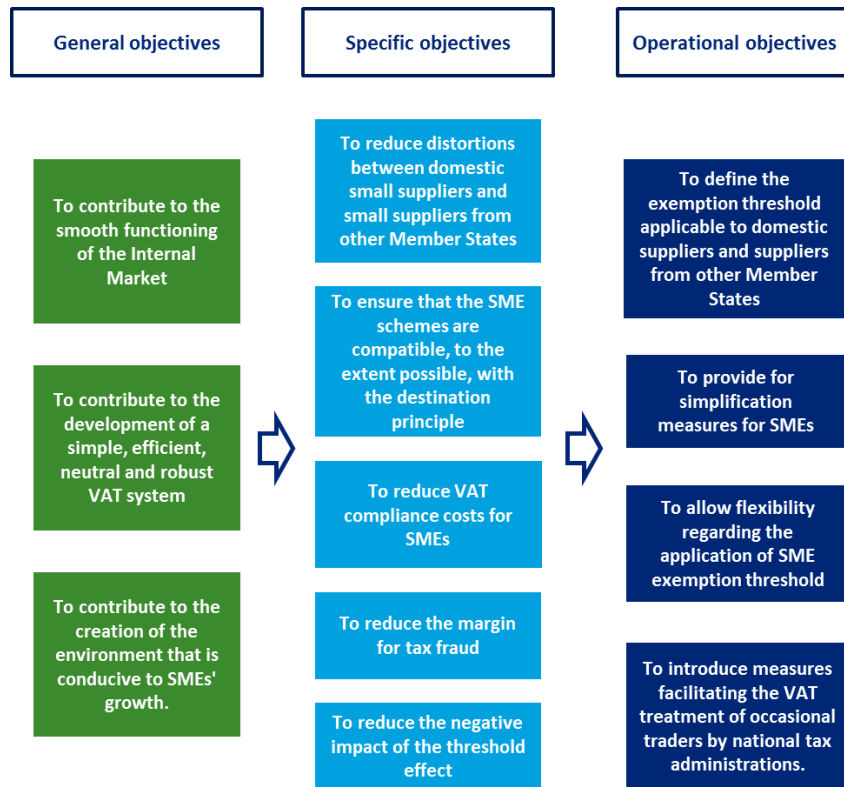 General objectives
Specific objectives
Operational objectives
To contribute to the
smooth functioning
of the Internal
Market
To contribute to the
development of a
simple, efficient,
neutral and robust
VAT system
To contribute to the
creation of the
environment that is
conducive to SMEs'
growth.
To reduce distortions
between domestic
small suppliers and
small suppliers from
other Member States
To ensure that the SME
schemes are
compatible, to the
extent possible, with
the destination
principle
To reduce VAT
compliance costs for
SMEs
To reduce the margin
for tax fraud
To reduce the negative
impact of the threshold
effect
To define the
exemption threshold
applicable to domestic
suppliers and suppliers
from other Member
States
To provide for
simplification
measures for SMEs
To allow flexibility
regarding the
application of SME
exemption threshold
To introduce measures
facilitating the VAT
treatment of occasional
traders by national tax
administrations.